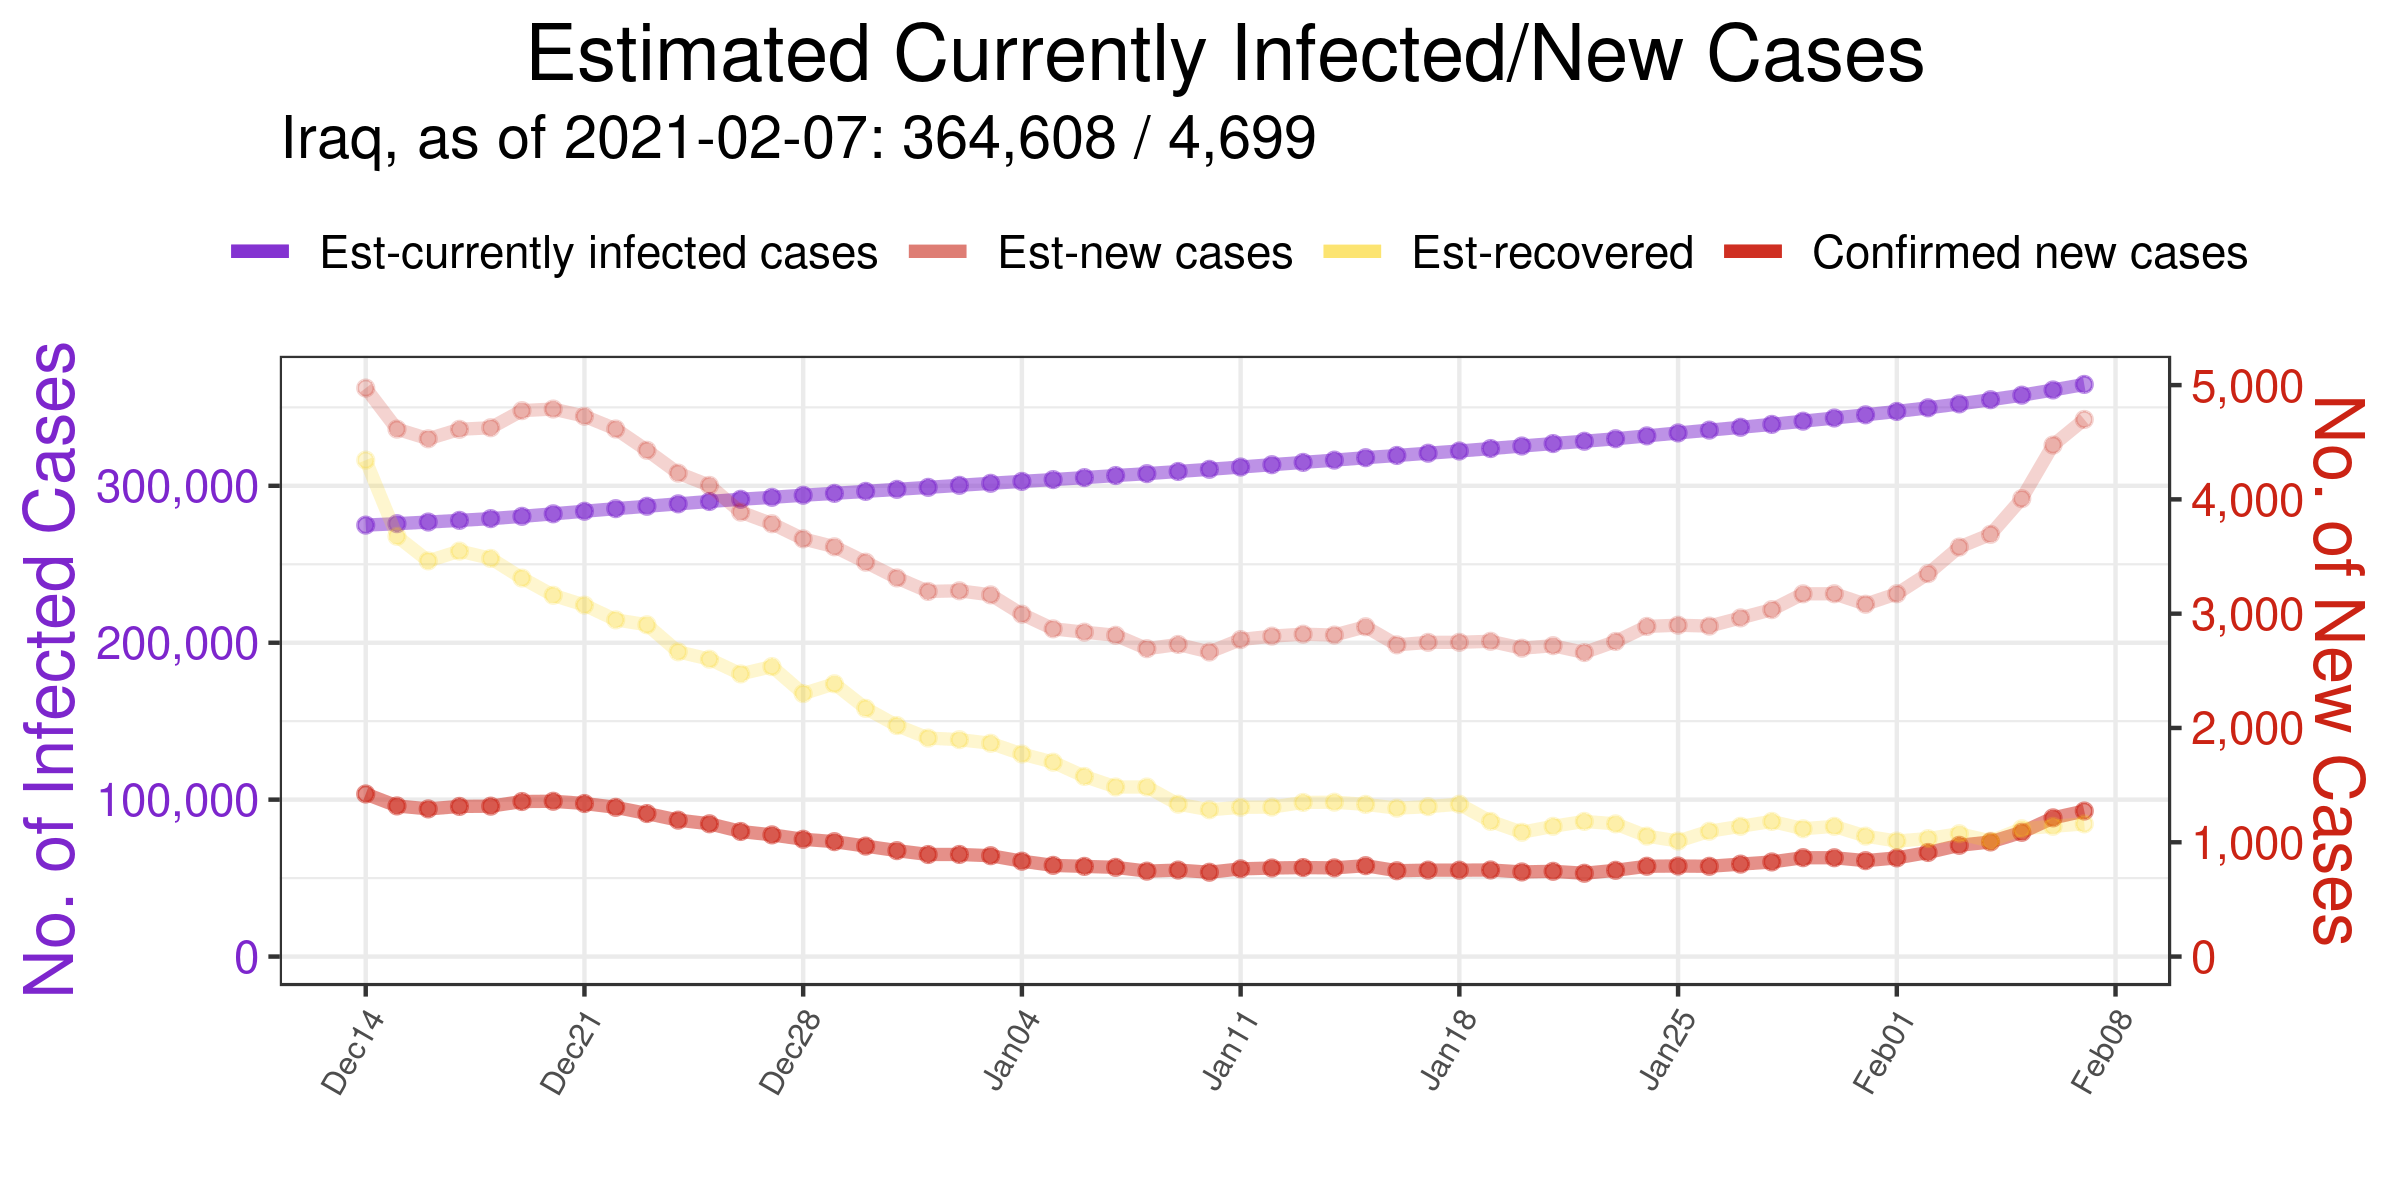 Estimated Currently Infected/New Cases
Iraq, as of 2021-02-07: 364,608 / 4,699
Est-currently infected cases Est-new cases Est-recovered Confirmed new cases
No. of Infected Cases
300,000
200,000
100,000
0
5,000
4,000
3,000
2,000
1,000
0
No. of New Cases
Dec14 Dec21 Dec28 Jan04 Jan11 Jan18 Jan25 Feb01 Feb08